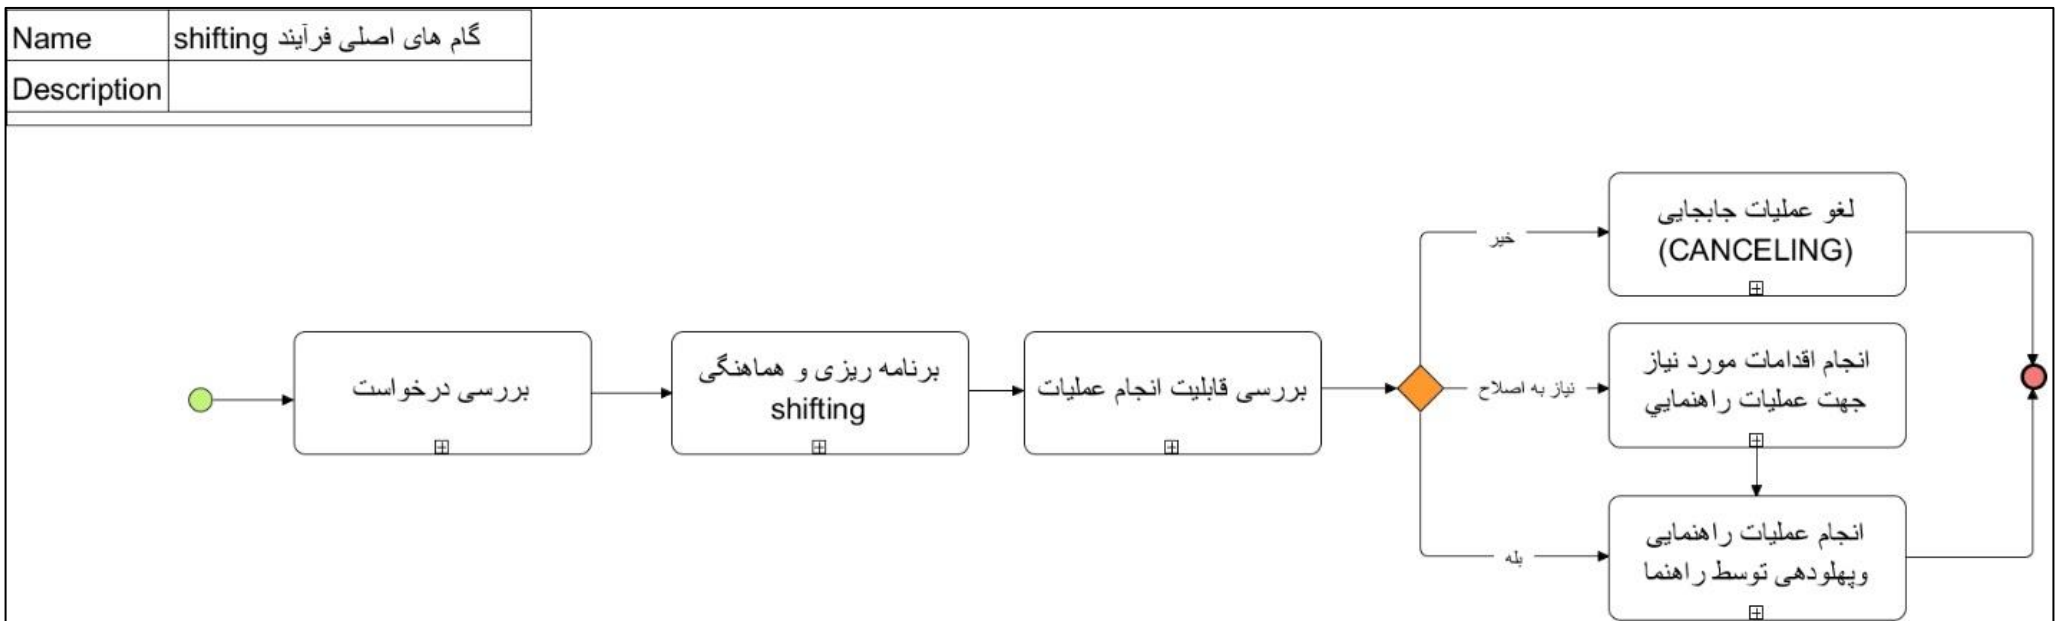 Name
گام های اصلی فرآیند shifting
Description
لغو عملیات جابجایی
(CANCELING)
خیر
انجام اقدامات مورد نیاز
جهت عملیات راهنمايي
نیاز به اصلاح
بررسی درخواست
برنامه ریزی و هماهنگی
shifting
بررسی قابلیت انجام عملیات
انجام عملیات راهنمایی
وپهلودهی توسط راهنما
بله